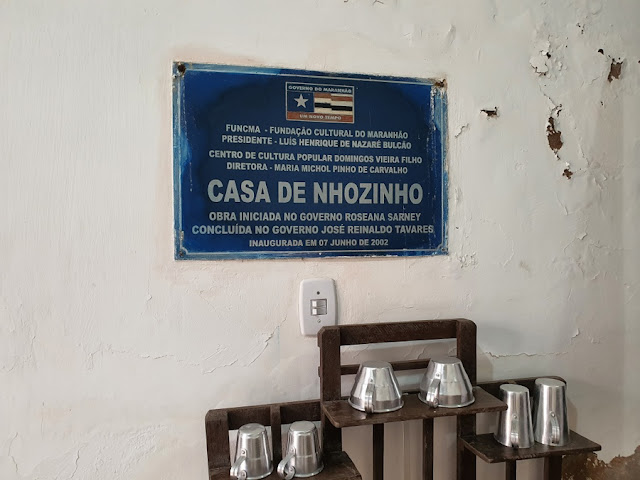 GOVERNO DO MARANHÃO
UM NOVO TEMPO
FUNCMA - FUNDAÇÃO CULTURAL DO MARANHÃO
PRESIDENTE - LUÍS HENRIQUE DE NAZARÉ BULCÃO
CENTRO DE CULTURA POPULAR DOMINGOS VIEIRA FILHO
DIRETORA - MARIA MICHOL PINHO DE CARVALHO
CASA DE NHOZINHO
OBRA INICIADA NO GOVERNO ROSEANA SARNEY
CONCLUÍDA NO GOVERNO JOSÉ REINALDO TAVARES
INAUGURADA EM 07 JUNHO DE 2002